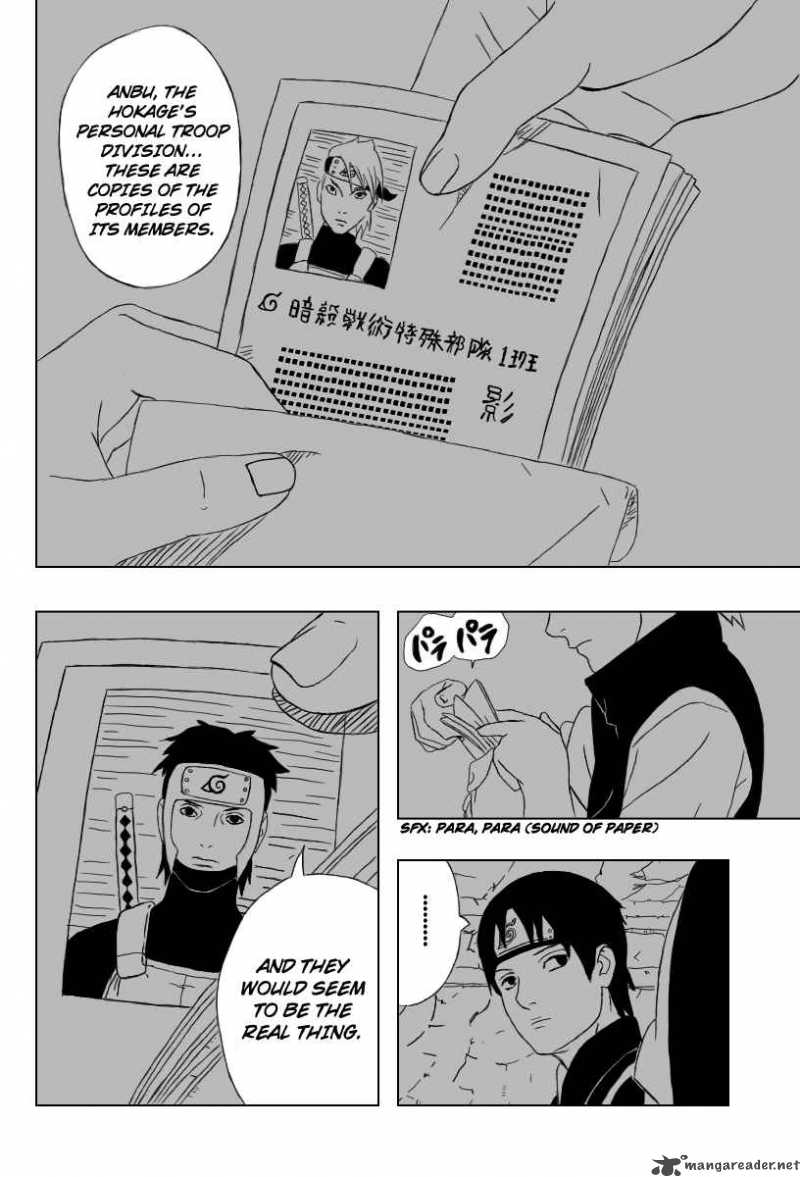 ANBU, THE
HOKAGE'S
PERSONAL TROOP
DIVISION...
THESE ARE
COPIES OF THE
PROFILES OF
ITS MEMBERS.
戦術特殊部隊1班
影
パラ パラ
SFX: PARA, PARA (SOUND OF PAPER)
AND THEY
WOULD SEEM
TO BE THE
REAL THING.
.........
mangareader.net